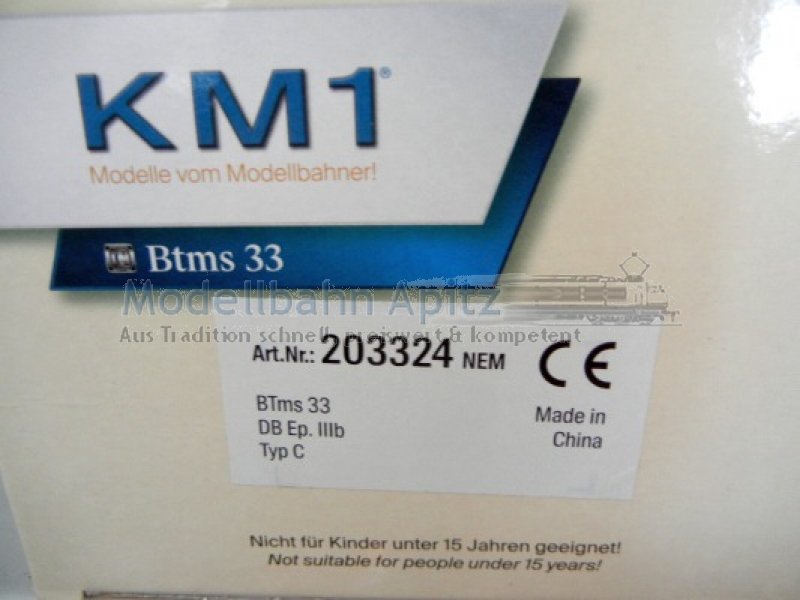 KM1®
Modelle vom Modellbahner!
Btms 33
Modellbahn Apitz
Aus Tradition schnell, preiswert & kompetent
Art.Nr.: 203324 NEM CE
BTms 33
DB Ep. IIIb
Typ C
Made in
China
Nicht für Kinder unter 15 Jahren geeignet!
Not suitable for people under 15 years!